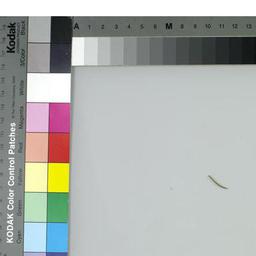 A 1 2 3 4 5 6 M 8 9 10 11 12 13
KODAK Color Control Patches
Kodak
Cyan
Green
Yellow
Red
Magenta
White
3/Color
Black